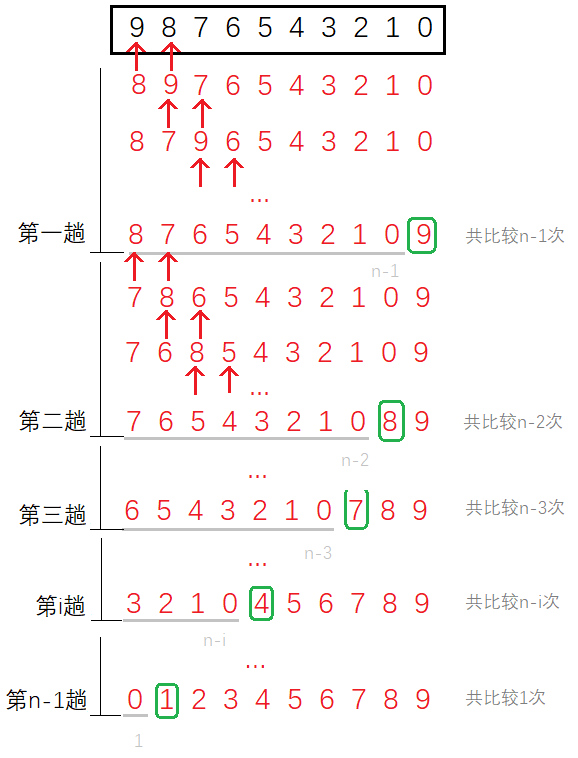 9 8 7 6 5 4 3 2 1 0
8 9 7 6 5 4 3 2 1 0
8 7 9 6 5 4 3 2 1 0
...
第一趟 8 7 6 5 4 3 2 1 0 9 共比较n-1次
n-1
7 8 6 5 4 3 2 1 0 9
7 6 8 5 4 3 2 1 0 9
...
第二趟 7 6 5 4 3 2 1 0 8 9 共比较n-2次
n-2
...
第三趟 6 5 4 3 2 1 0 7 8 9 共比较n-3次
n-3
...
第i趟 3 2 1 0 4 5 6 7 8 9 共比较n-i次
n-i
...
第n-1趟 0 1 2 3 4 5 6 7 8 9 共比较1次
1